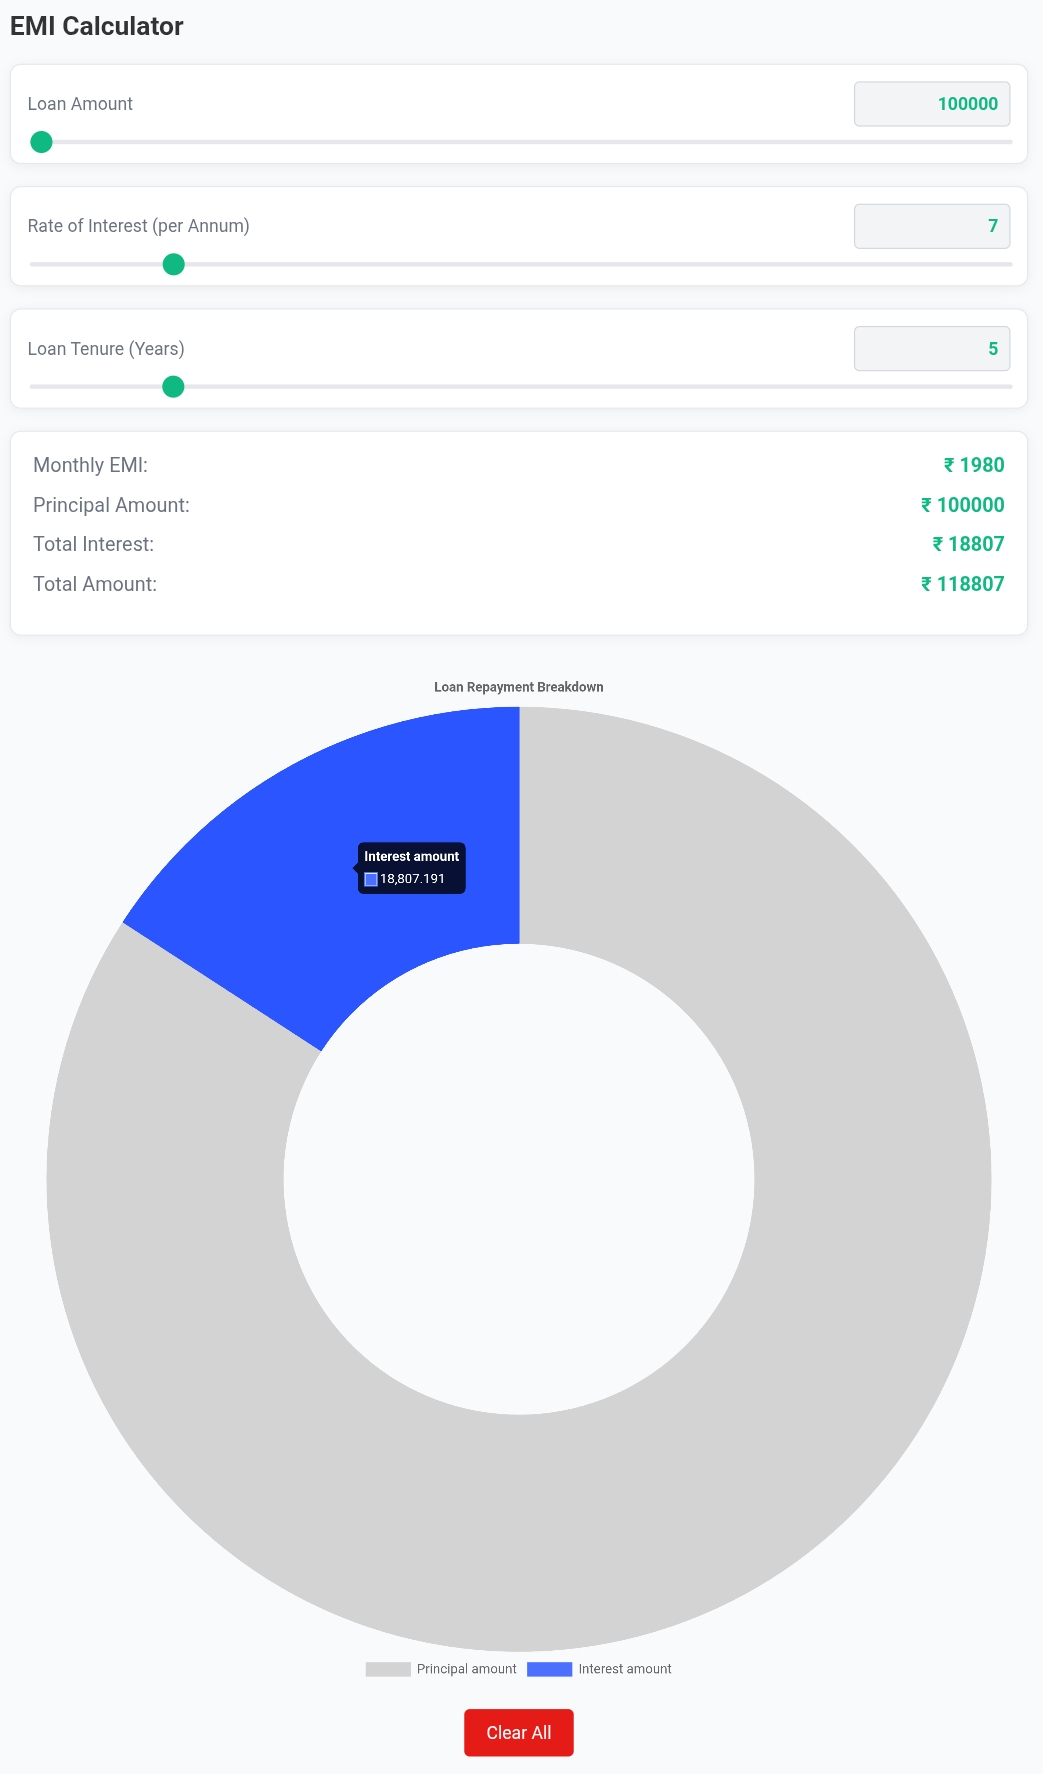 EMI Calculator
Loan Amount 100000
Rate of Interest (per Annum) 7
Loan Tenure (Years) 5
Monthly EMI: ₹ 1980
Principal Amount: ₹ 100000
Total Interest: ₹ 18807
Total Amount: ₹ 118807
Loan Repayment Breakdown
Interest amount
18,807.191
Principal amount Interest amount
Clear All